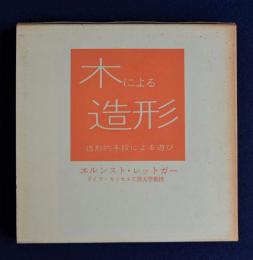 木による
造形
造形的手段による遊び
エルンスト・レットガー
ドイツ・カッセル工芸大学教授